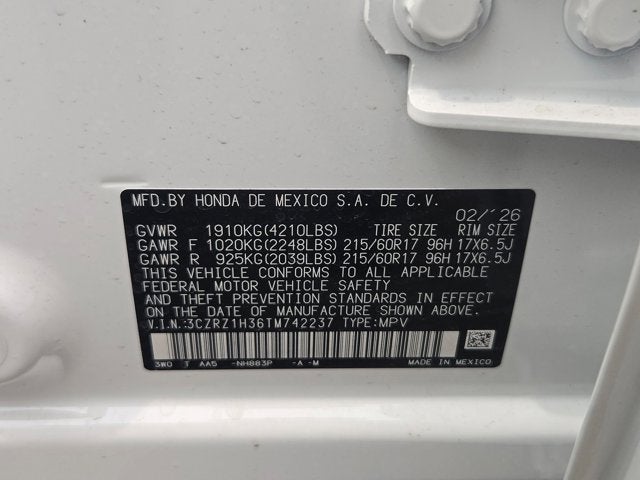 MFD.BY HONDA DE MEXICO S.A. DE C.V.
02/'26
GVWR 1910KG(4210LBS) TIRE SIZE RIM SIZE
GAWR F 1020KG(2248LBS) 215/60R17 96H 17X6.5J
GAWR R 925KG(2039LBS) 215/60R17 96H 17X6.5J
THIS VEHICLE CONFORMS TO ALL APPLICABLE
FEDERAL MOTOR VEHICLE SAFETY
AND THEFT PREVENTION STANDARDS IN EFFECT
ON THE DATE OF MANUFACTURE SHOWN ABOVE.
V.I.N.:3CZRZ1H36TM742237 TYPE:MPV
3W0 T AA5 -NH883P -A -M MADE IN MEXICO